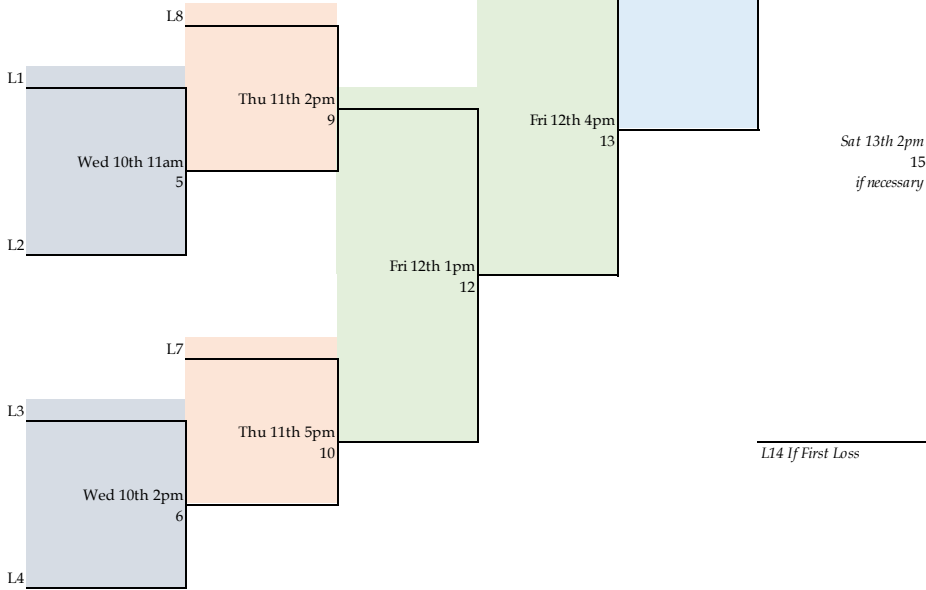 L8
L1
Thu 11th 2pm
9
Fri 12th 4pm
13
Sat 13th 2pm
15
if necessary
Wed 10th 11am
5
L2
Fri 12th 1pm
12
L7
L3
Thu 11th 5pm
10
L14 If First Loss
Wed 10th 2pm
6
L4